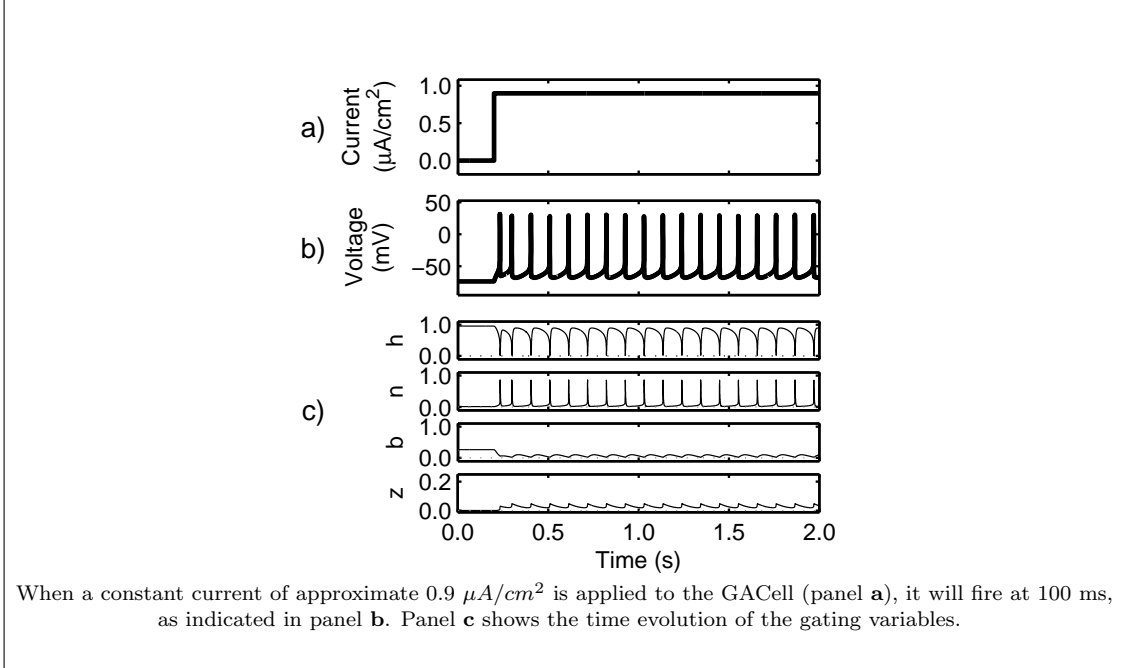 a)
Current
(μA/cm²)
1.0
0.5
0.0
b)
Voltage
(mV)
50
0
−50
c)
h
1.0
0.0
n
1.0
0.0
b
1.0
0.0
z
0.2
0.0
0.0 0.5 1.0 1.5 2.0
Time (s)
When a constant current of approximate 0.9 μA/cm² is applied to the GACell (panel a), it will fire at 100 ms,
as indicated in panel b. Panel c shows the time evolution of the gating variables.